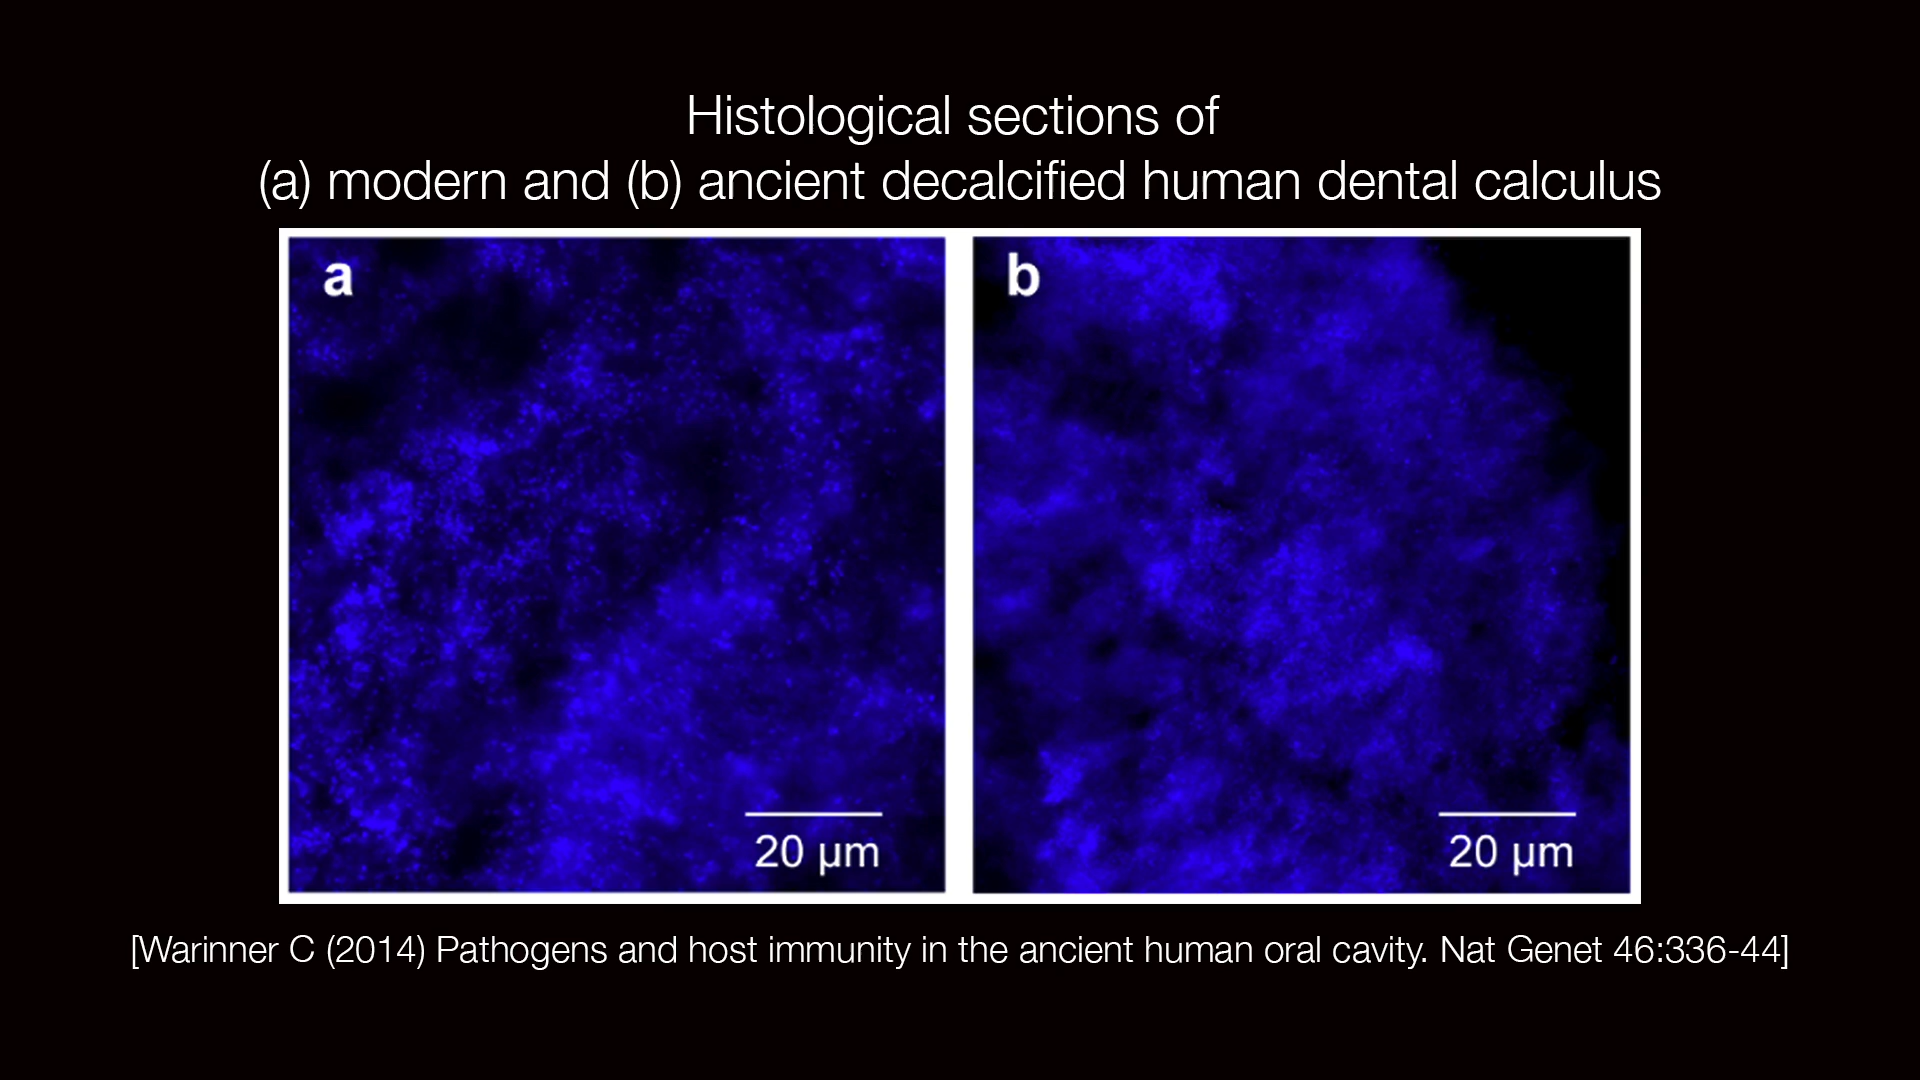 Histological sections of
(a) modern and (b) ancient decalcified human dental calculus
a
b
20 µm
20 µm
[Warinner C (2014) Pathogens and host immunity in the ancient human oral cavity. Nat Genet 46:336-44]